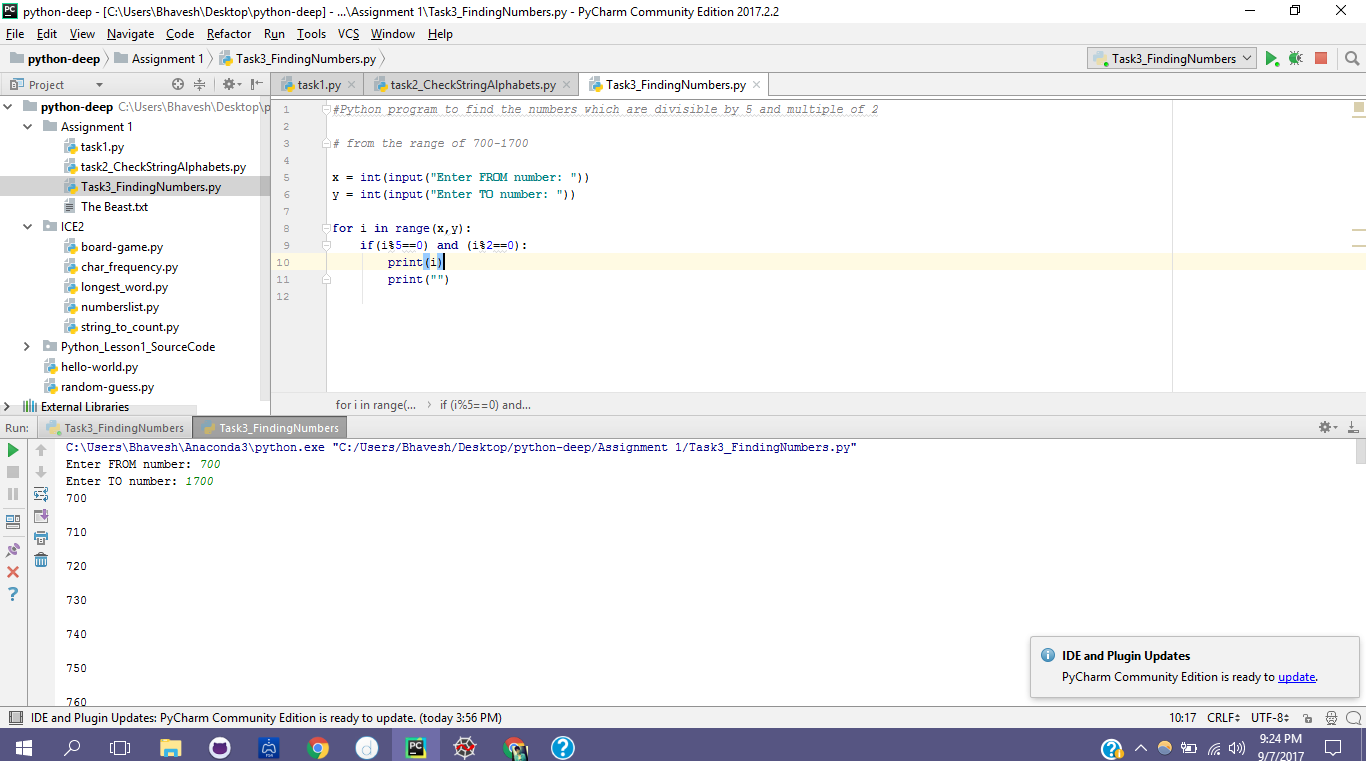 python-deep - [C:\Users\Bhavesh\Desktop\python-deep] - ...\Assignment 1\Task3_FindingNumbers.py - PyCharm Community Edition 2017.2.2
File Edit View Navigate Code Refactor Run Tools VCS Window Help
python-deep Assignment 1 Task3_FindingNumbers.py Task3_FindingNumbers
Project task1.py task2_CheckStringAlphabets.py Task3_FindingNumbers.py
python-deep C:\Users\Bhavesh\Desktop\p
Assignment 1
task1.py
task2_CheckStringAlphabets.py
Task3_FindingNumbers.py
The Beast.txt
ICE2
board-game.py
char_frequency.py
longest_word.py
numberslist.py
string_to_count.py
Python_Lesson1_SourceCode
hello-world.py
random-guess.py
External Libraries
1 #Python program to find the numbers which are divisible by 5 and multiple of 2
2
3 # from the range of 700-1700
4
5 x = int(input("Enter FROM number: "))
6 y = int(input("Enter TO number: "))
7
8 for i in range(x,y):
9     if(i%5==0) and (i%2==0):
10         print(i)
11         print("")
12
for i in range(... if (i%5==0) and...
Run: Task3_FindingNumbers Task3_FindingNumbers
C:\Users\Bhavesh\Anaconda3\python.exe "C:/Users/Bhavesh/Desktop/python-deep/Assignment 1/Task3_FindingNumbers.py"
Enter FROM number: 700
Enter TO number: 1700
700
710
720
730
740
750
760
IDE and Plugin Updates
PyCharm Community Edition is ready to update.
IDE and Plugin Updates: PyCharm Community Edition is ready to update. (today 3:56 PM) 10:17 CRLF UTF-8
9:24 PM
9/7/2017